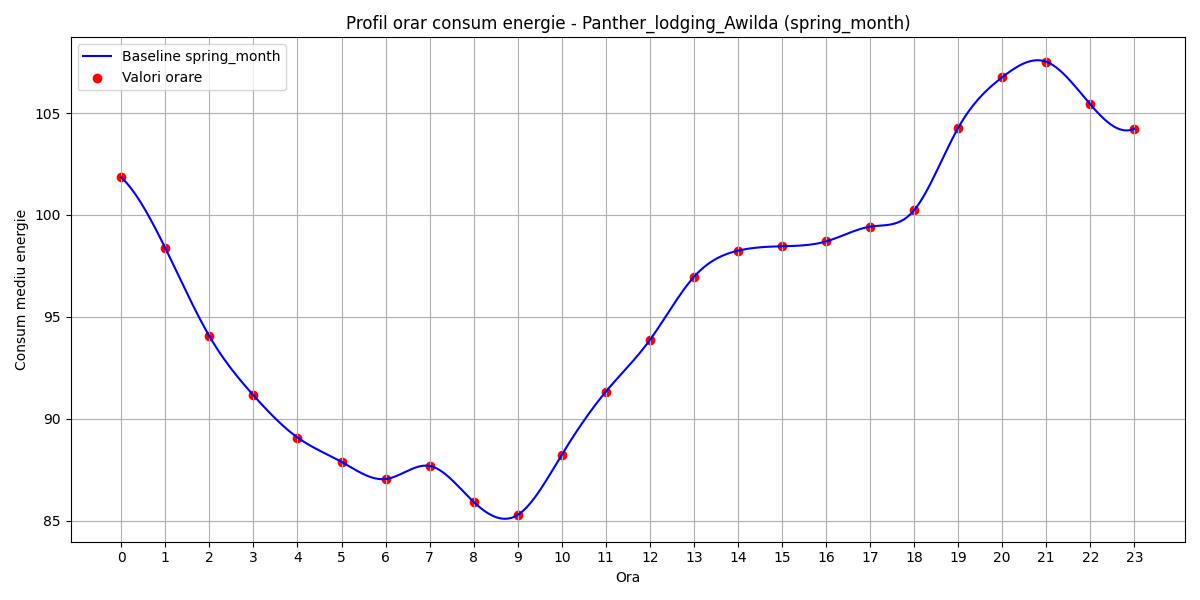 Profil orar consum energie - Panther_lodging_Awilda (spring_month)
Baseline spring_month
Valori orare
Consum mediu energie
105
100
95
90
85
0 1 2 3 4 5 6 7 8 9 10 11 12 13 14 15 16 17 18 19 20 21 22 23
Ora